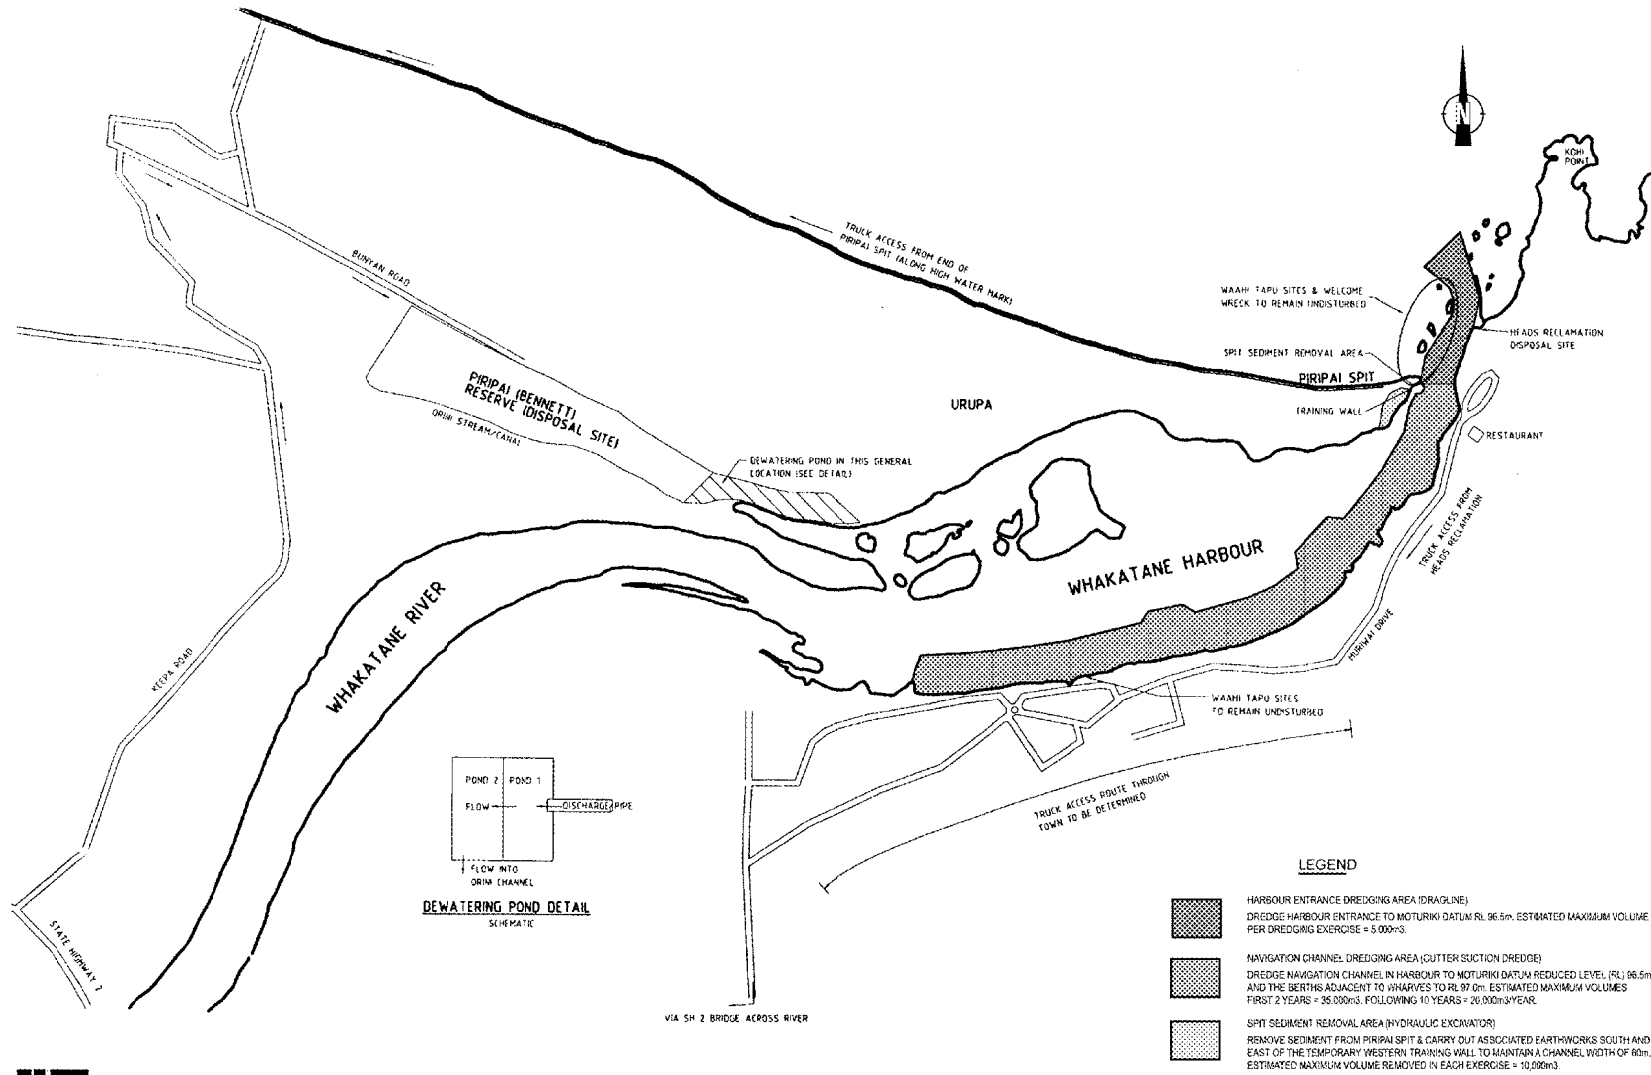 N
KOHI
POINT
TRUCK ACCESS FROM END OF
PIRIPAI SPIT (ALONG HIGH WATER MARK)
BUNYAN ROAD
WAAHI TAPU SITES & WELCOME
WRECK TO REMAIN UNDISTURBED
HEADS RECLAMATION
DISPOSAL SITE
SPIT SEDIMENT REMOVAL AREA
PIRIPAI SPIT
TRAINING WALL
URUPA
RESTAURANT
PIRIPAI (BENNETT)
RESERVE (DISPOSAL SITE)
ORINI STREAM/CANAL
DEWATERING POND IN THIS GENERAL
LOCATION (SEE DETAIL)
TRUCK ACCESS FROM
HEADS RECLAMATION
WHAKATANE HARBOUR
WHAKATANE RIVER
MURIWAI DRIVE
KEEPA ROAD
WAAHI TAPU SITES
TO REMAIN UNDISTURBED
TRUCK ACCESS ROUTE THROUGH
TOWN TO BE DETERMINED
POND 2 POND 1
FLOW
DISCHARGE PIPE
FLOW INTO
ORINI CHANNEL
DEWATERING POND DETAIL
SCHEMATIC
STATE HIGHWAY 2
VIA SH 2 BRIDGE ACROSS RIVER
LEGEND
HARBOUR ENTRANCE DREDGING AREA (DRAGLINE)
DREDGE HARBOUR ENTRANCE TO MOTURIKI DATUM RL 96.5m. ESTIMATED MAXIMUM VOLUME
PER DREDGING EXERCISE = 5,000m3.
NAVIGATION CHANNEL DREDGING AREA (CUTTER SUCTION DREDGE)
DREDGE NAVIGATION CHANNEL IN HARBOUR TO MOTURIKI DATUM REDUCED LEVEL (RL) 96.5m
AND THE BERTHS ADJACENT TO WHARVES TO RL 97.0m. ESTIMATED MAXIMUM VOLUMES
FIRST 2 YEARS = 35,000m3. FOLLOWING 10 YEARS = 20,000m3/YEAR.
SPIT SEDIMENT REMOVAL AREA (HYDRAULIC EXCAVATOR)
REMOVE SEDIMENT FROM PIRIPAI SPIT & CARRY OUT ASSOCIATED EARTHWORKS SOUTH AND
EAST OF THE TEMPORARY WESTERN TRAINING WALL TO MAINTAIN A CHANNEL WIDTH OF 60m.
ESTIMATED MAXIMUM VOLUME REMOVED IN EACH EXERCISE = 10,000m3.